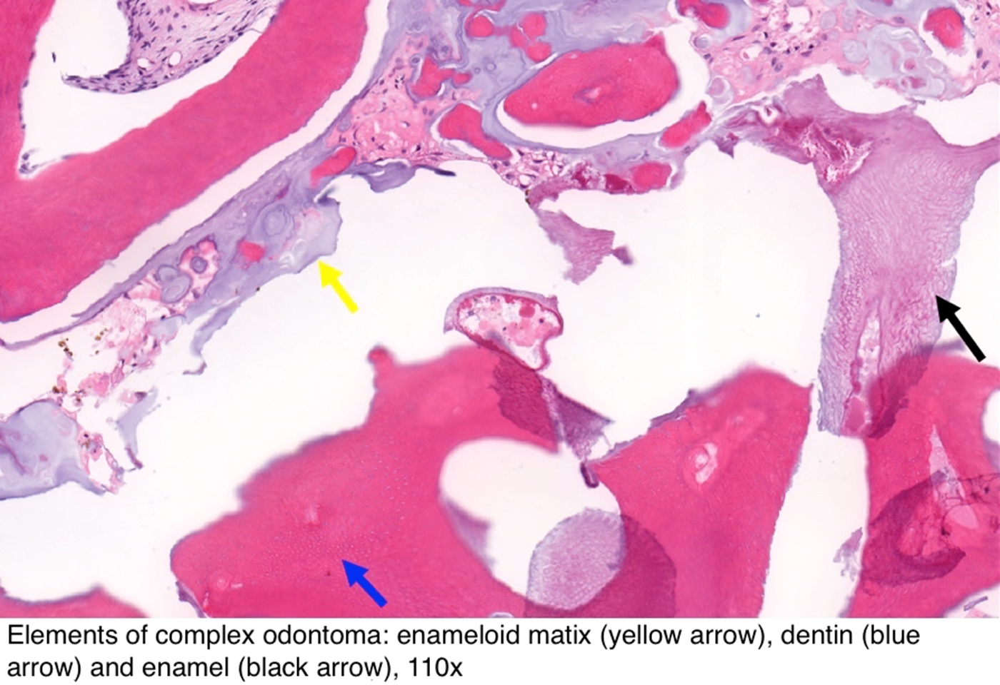 Elements of complex odontoma: enameloid matix (yellow arrow), dentin (blue
arrow) and enamel (black arrow), 110x